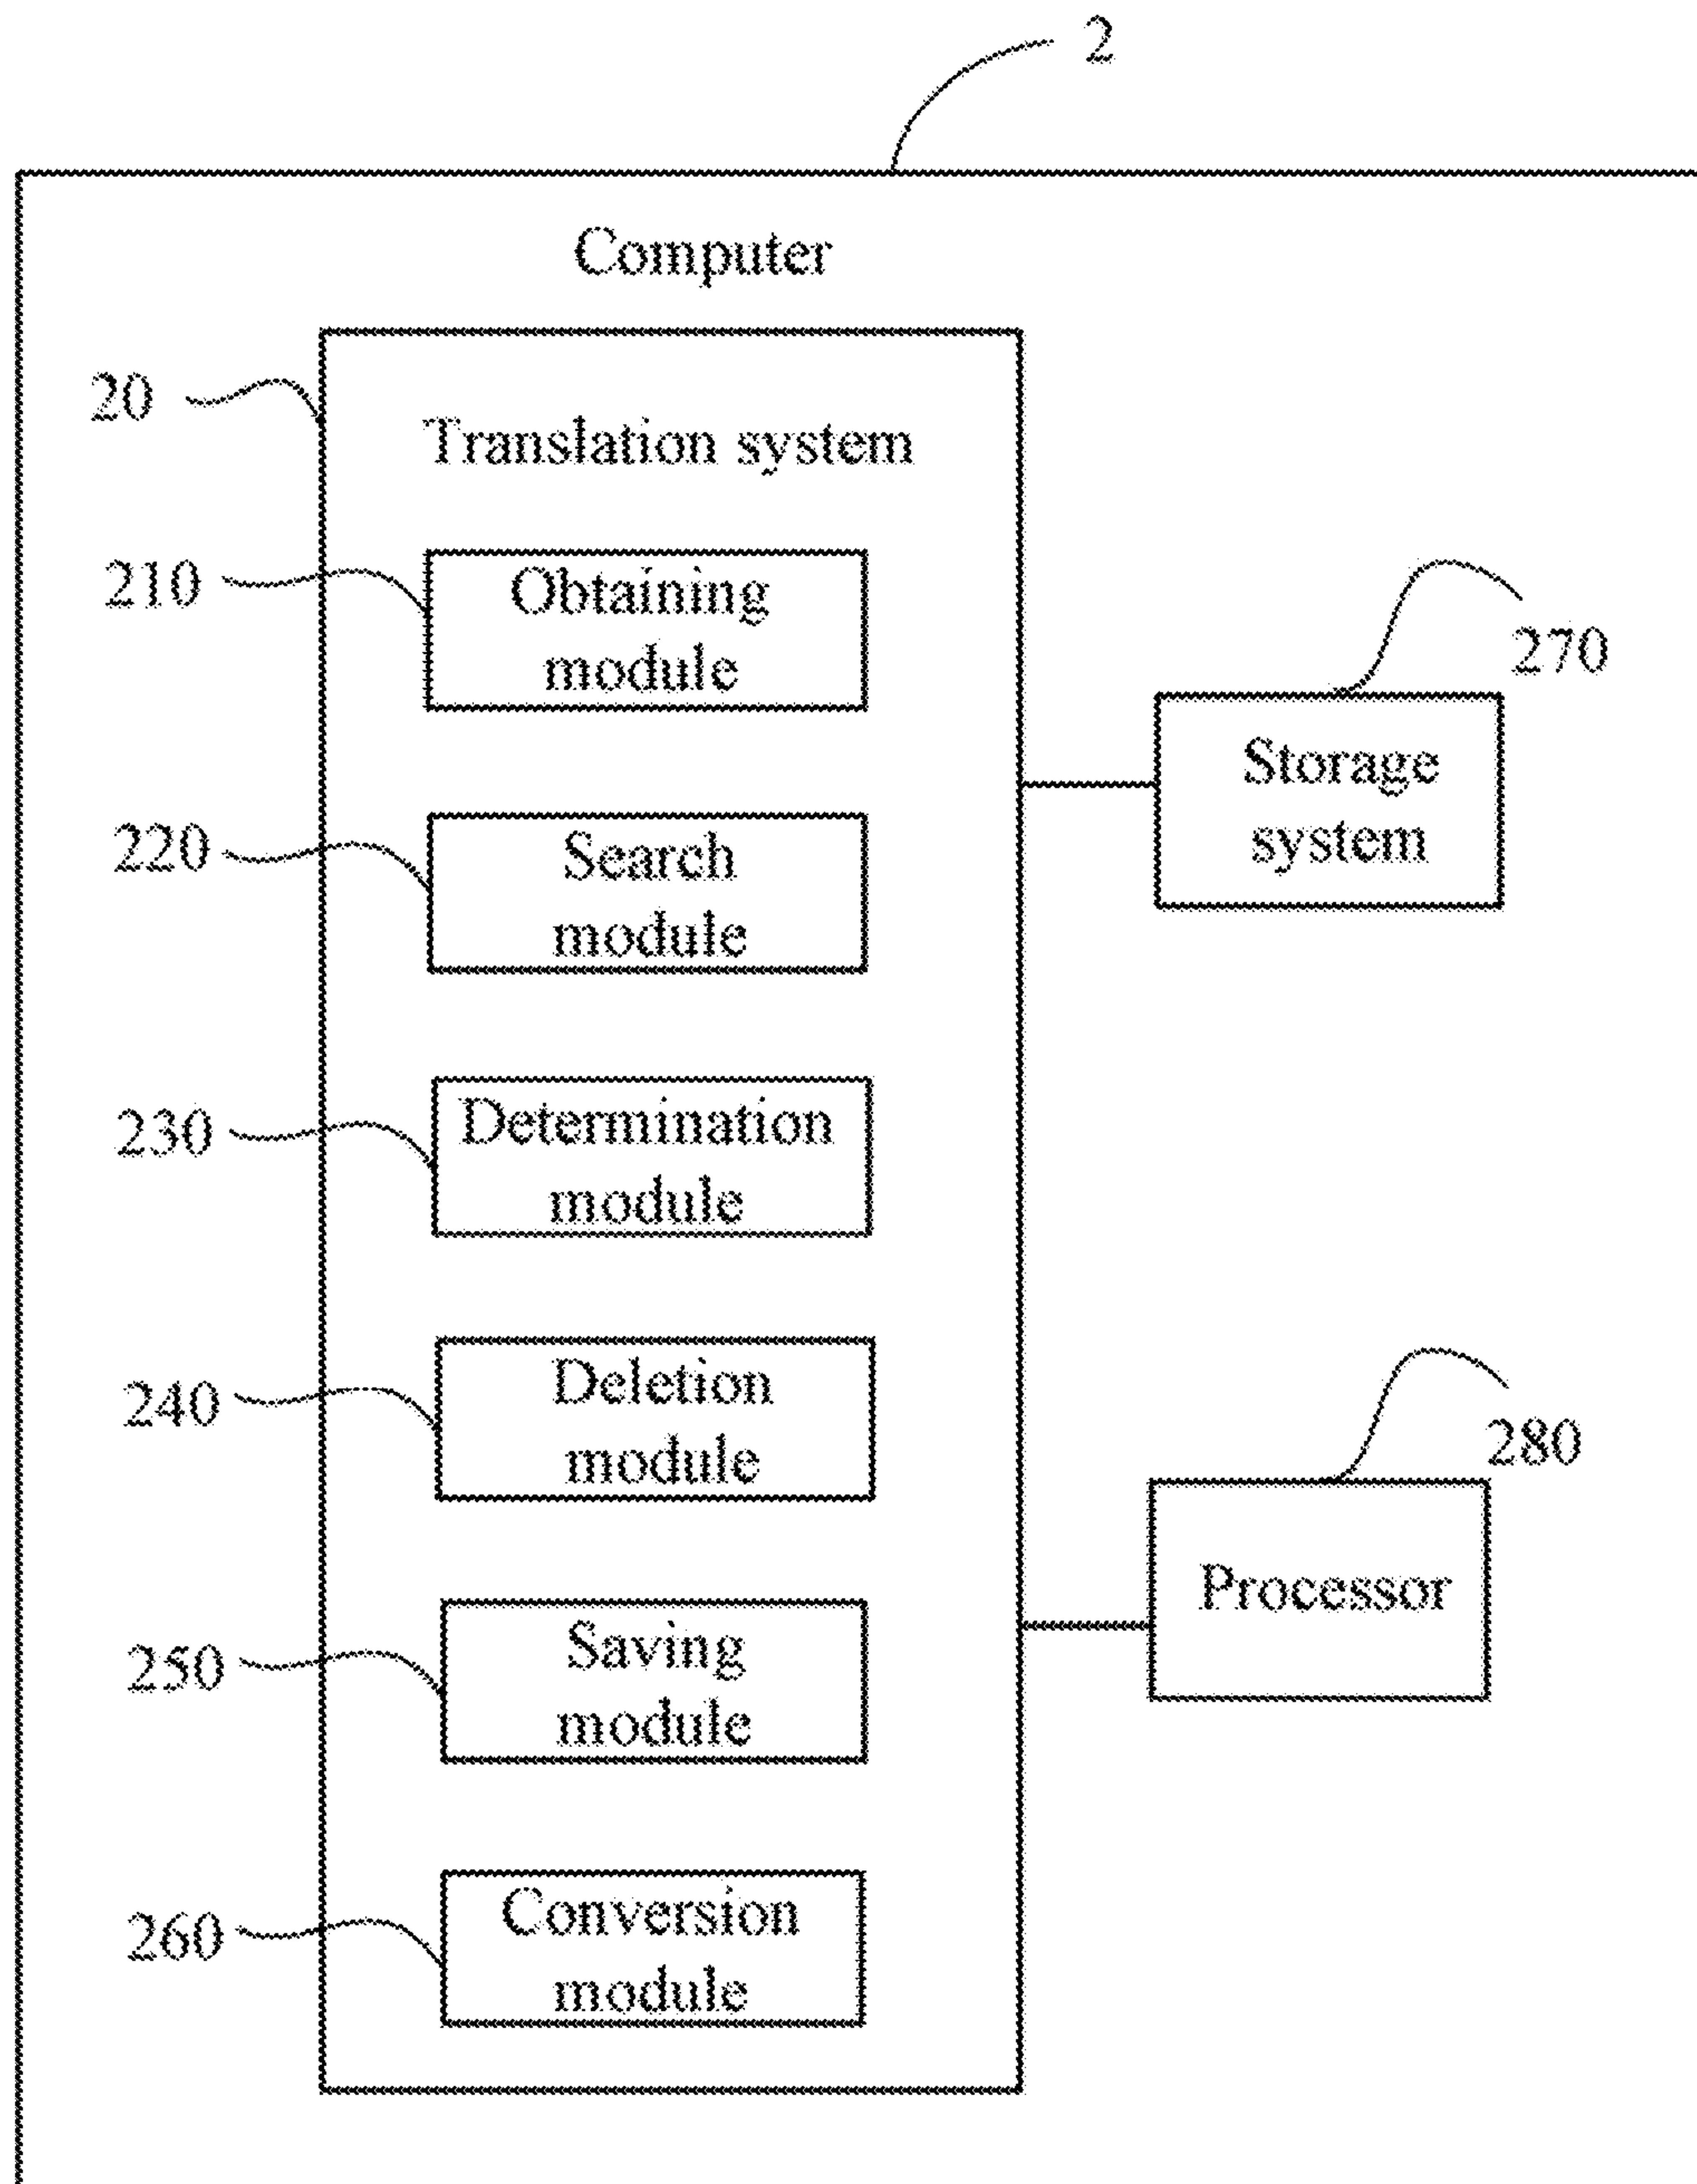 2
Computer
20
Translation system
210
Obtaining
module
270
Storage
system
220
Search
module
230
Determination
module
240
Deletion
module
280
Processor
250
Saving
module
260
Conversion
module